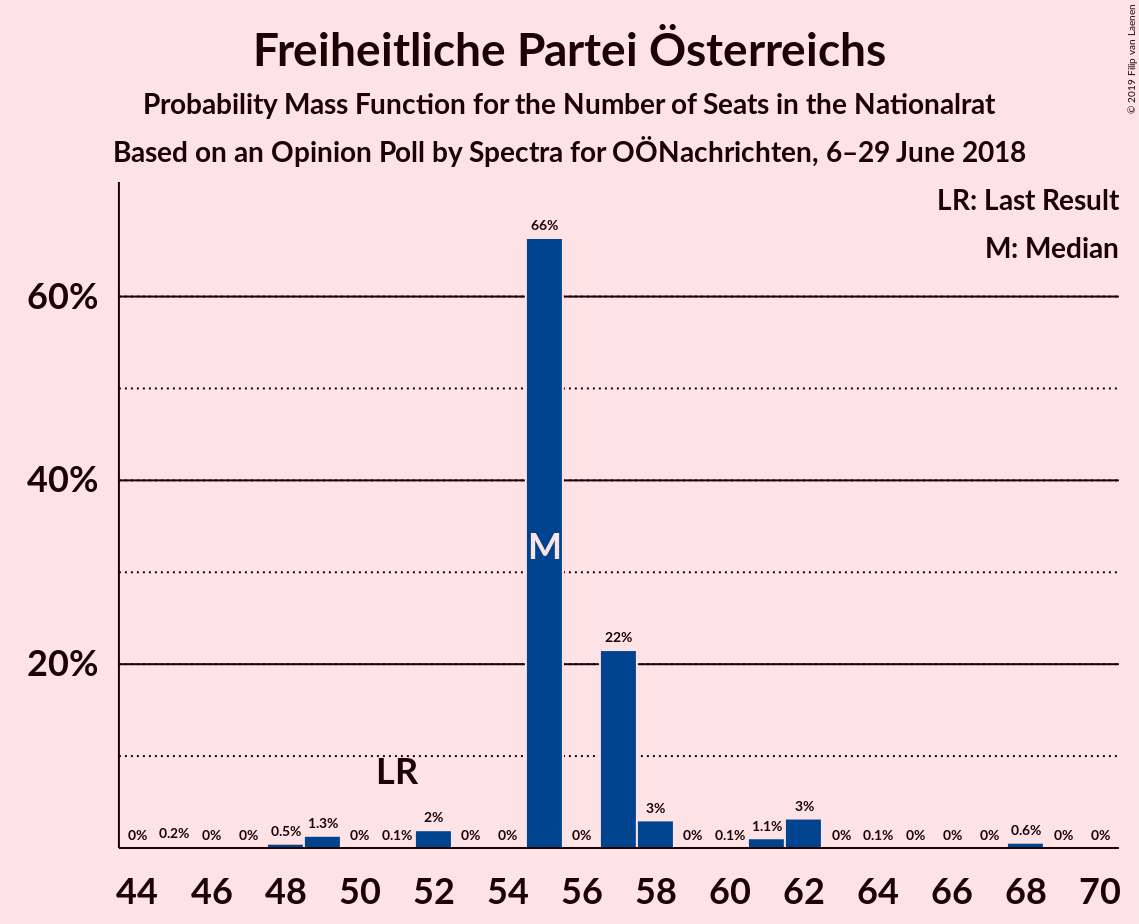 Freiheitliche Partei Österreichs
Probability Mass Function for the Number of Seats in the Nationalrat
Based on an Opinion Poll by Spectra for OÖNachrichten, 6–29 June 2018
© 2019 Filip van Laenen
LR: Last Result
M: Median
66%
60%
40%
M
22%
20%
LR
0% 0.2% 0% 0% 0.5% 1.3% 0% 0.1% 2% 0% 0% 0% 3% 0% 0.1% 1.1% 3% 0% 0.1% 0% 0% 0% 0.6% 0% 0%
44 46 48 50 52 54 56 58 60 62 64 66 68 70